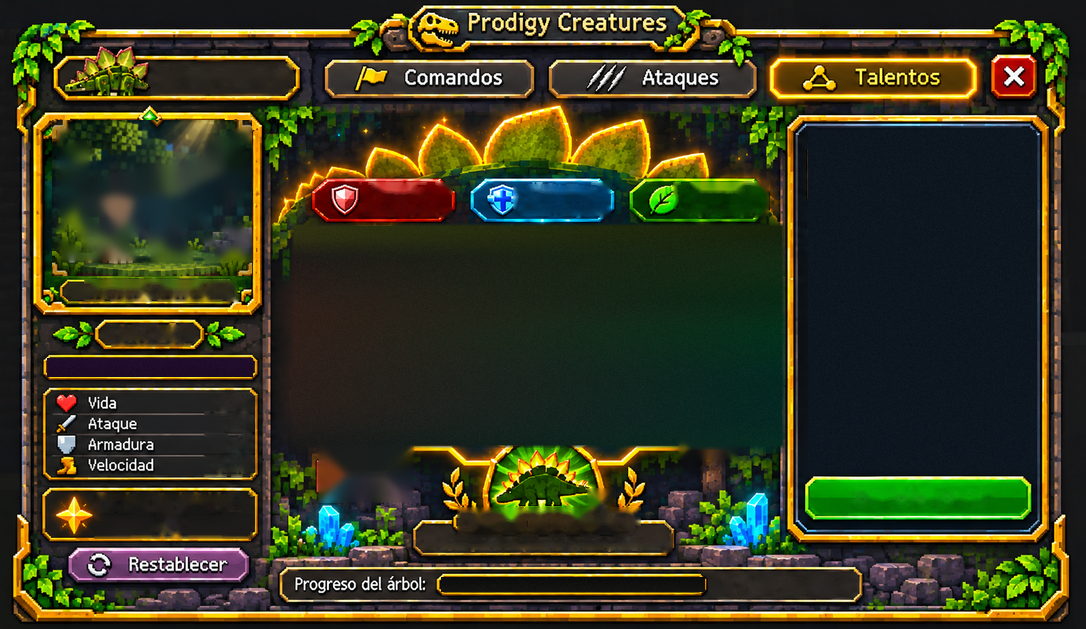 Prodigy Creatures
Comandos
Ataques
Talentos
Vida
Ataque
Armadura
Velocidad
Restablecer
Progreso del árbol: